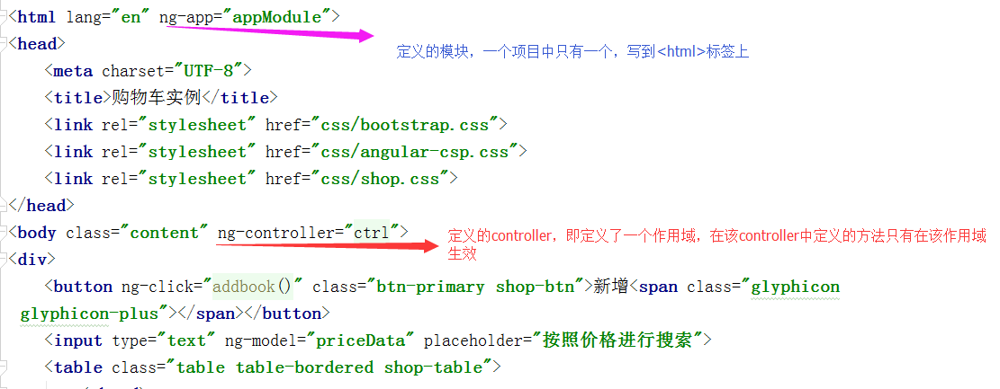 <html lang="en" ng-app="appModule">
<head>
定义的模块，一个项目中只有一个，写到<html>标签上
<meta charset="UTF-8">
<title>购物车实例</title>
<link rel="stylesheet" href="css/bootstrap.css">
<link rel="stylesheet" href="css/angular-csp.css">
<link rel="stylesheet" href="css/shop.css">
</head>
<body class="content" ng-controller="ctrl">
定义的controller，即定义了一个作用域，在该controller中定义的方法只有在该作用域
生效
<div>
<button ng-click="addbook()" class="btn-primary shop-btn">新增<span class="glyphicon
glyphicon-plus"></span></button>
<input type="text" ng-model="priceData" placeholder="按照价格进行搜索">
<table class="table table-bordered shop-table">